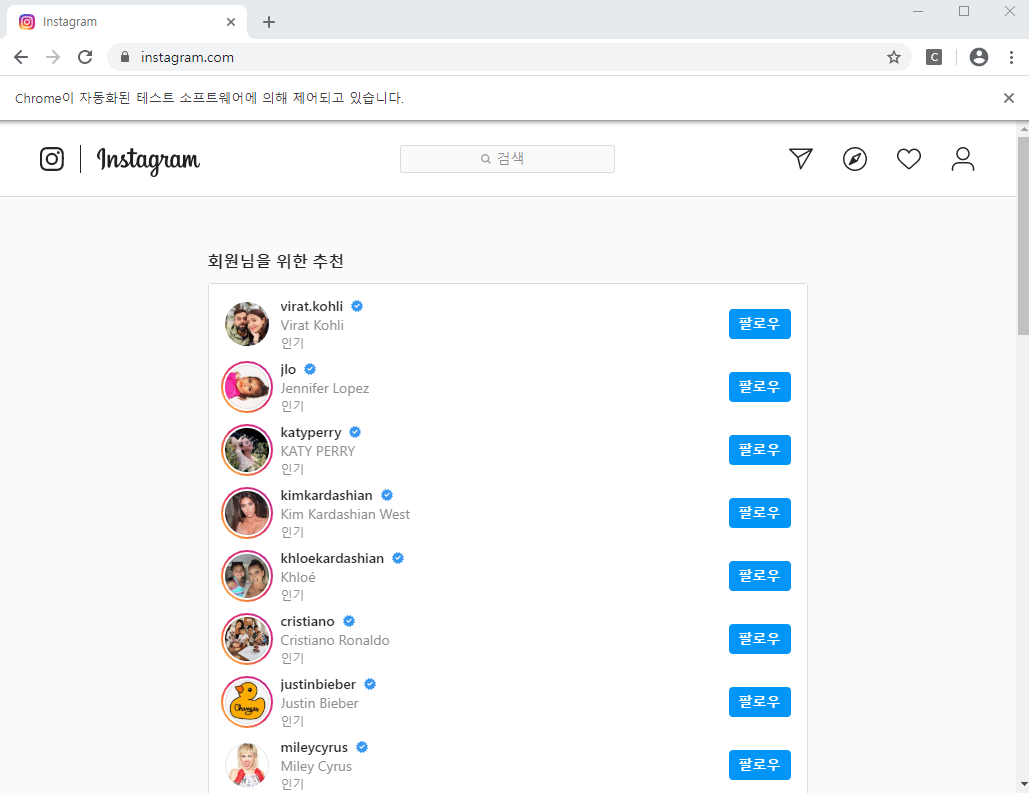 Instagram
instagram.com
C
Chrome이 자동화된 테스트 소프트웨어에 의해 제어되고 있습니다.
Instagram
검색
회원님을 위한 추천
virat.kohli
Virat Kohli
인기
팔로우
jlo
Jennifer Lopez
인기
팔로우
katyperry
KATY PERRY
인기
팔로우
kimkardashian
Kim Kardashian West
인기
팔로우
khloekardashian
Khloé
인기
팔로우
cristiano
Cristiano Ronaldo
인기
팔로우
Changes
justinbieber
Justin Bieber
인기
팔로우
mileycyrus
Miley Cyrus
인기
팔로우